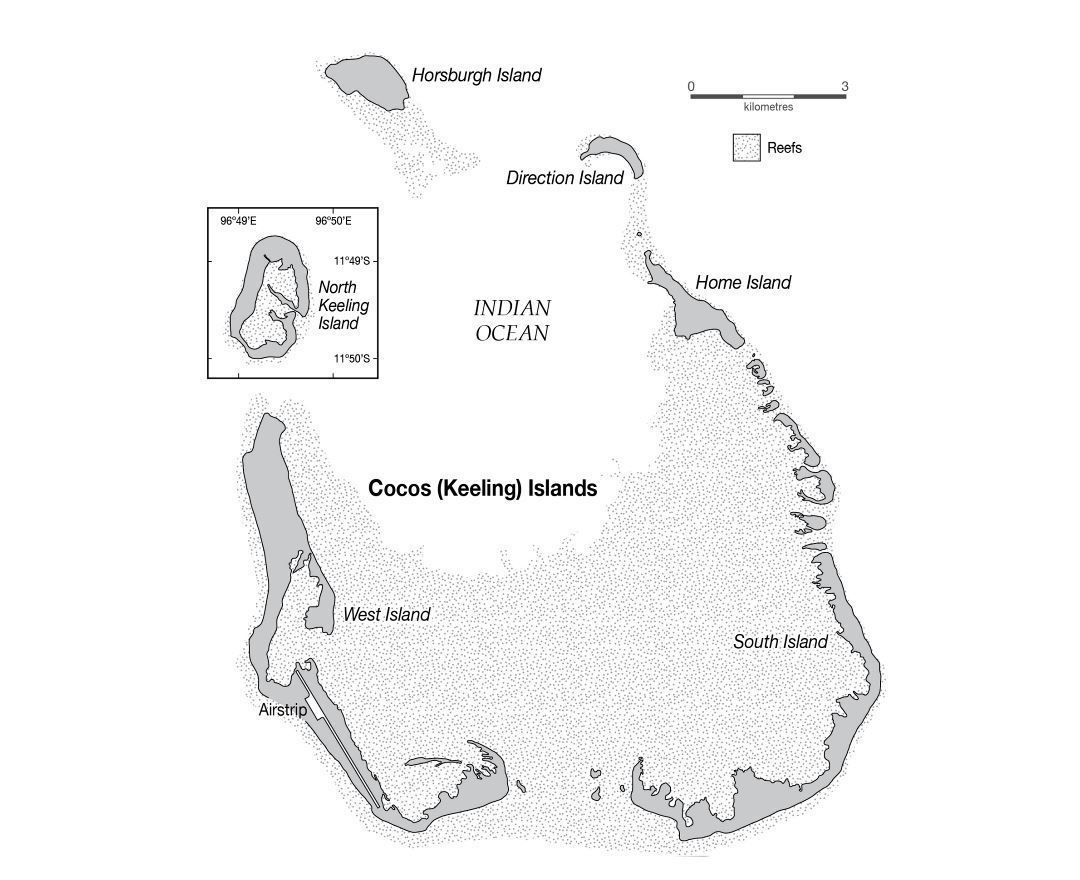 Horsburgh Island
0 3
kilometres
Reefs
Direction Island
96°49'E 96°50'E
11°49'S
North
Keeling
Island
11°50'S
Home Island
INDIAN
OCEAN
Cocos (Keeling) Islands
West Island
South Island
Airstrip